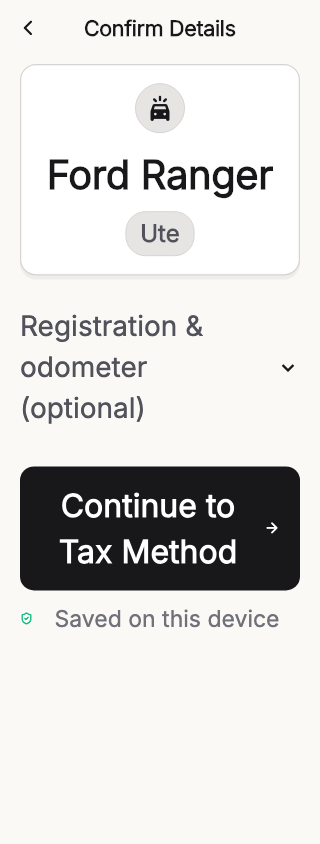 Confirm Details
Ford Ranger
Ute
Registration &
odometer
(optional)
Continue to
Tax Method
Saved on this device